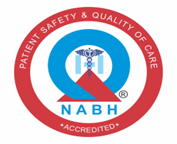 PATIENT SAFETY & QUALITY OF CARE
®
NABH
•ACCREDITED•